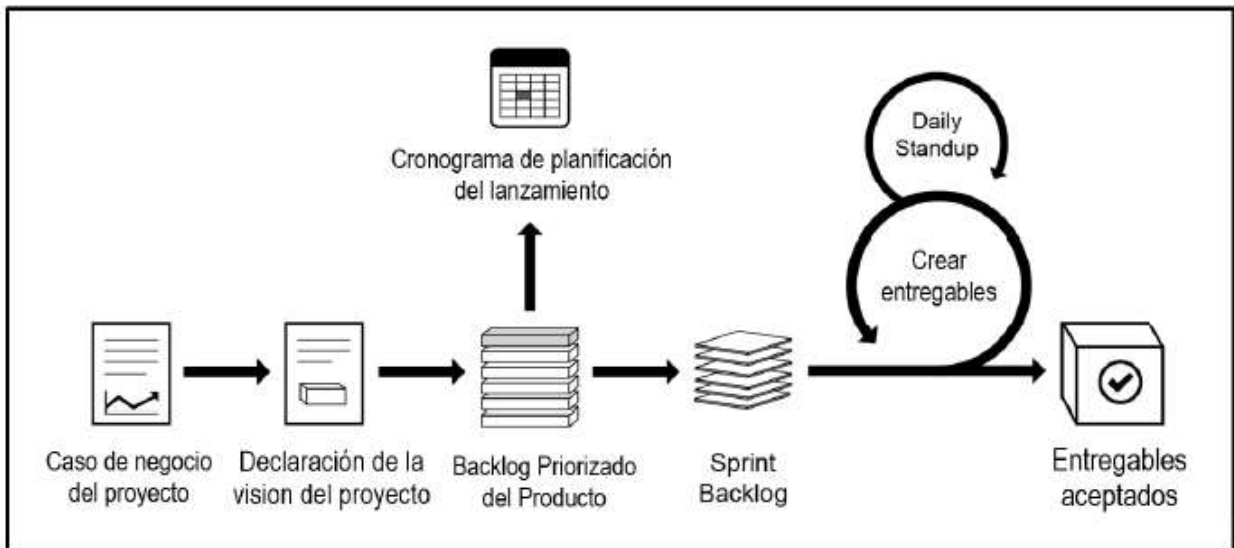 Cronograma de planificación
del lanzamiento
Daily
Standup
Crear
entregables
Caso de negocio
del proyecto
Declaración de la
vision del proyecto
Backlog Priorizado
del Producto
Sprint
Backlog
Entregables
aceptados